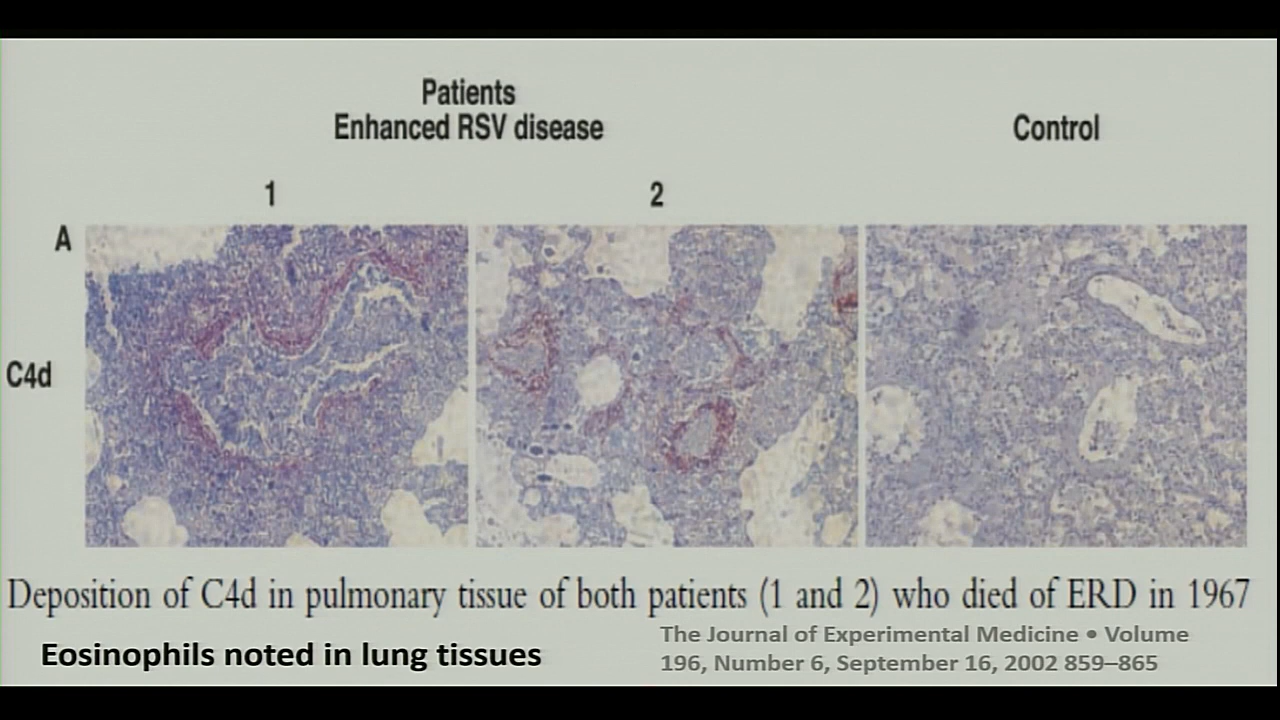 Patients
Enhanced RSV disease
Control
1
2
A
C4d
Deposition of C4d in pulmonary tissue of both patients (1 and 2) who died of ERD in 1967
Eosinophils noted in lung tissues
The Journal of Experimental Medicine • Volume
196, Number 6, September 16, 2002 859–865